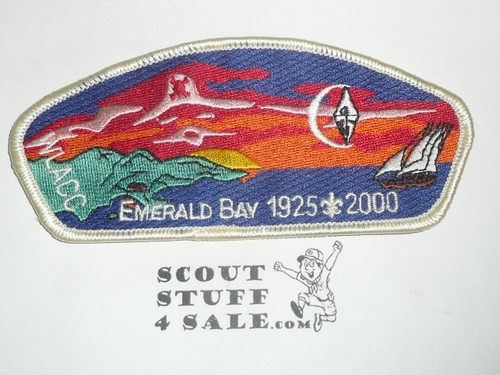 WLACC
EMERALD BAY 1925⚜2000
SCOUT
STUFF
4 SALE.COM